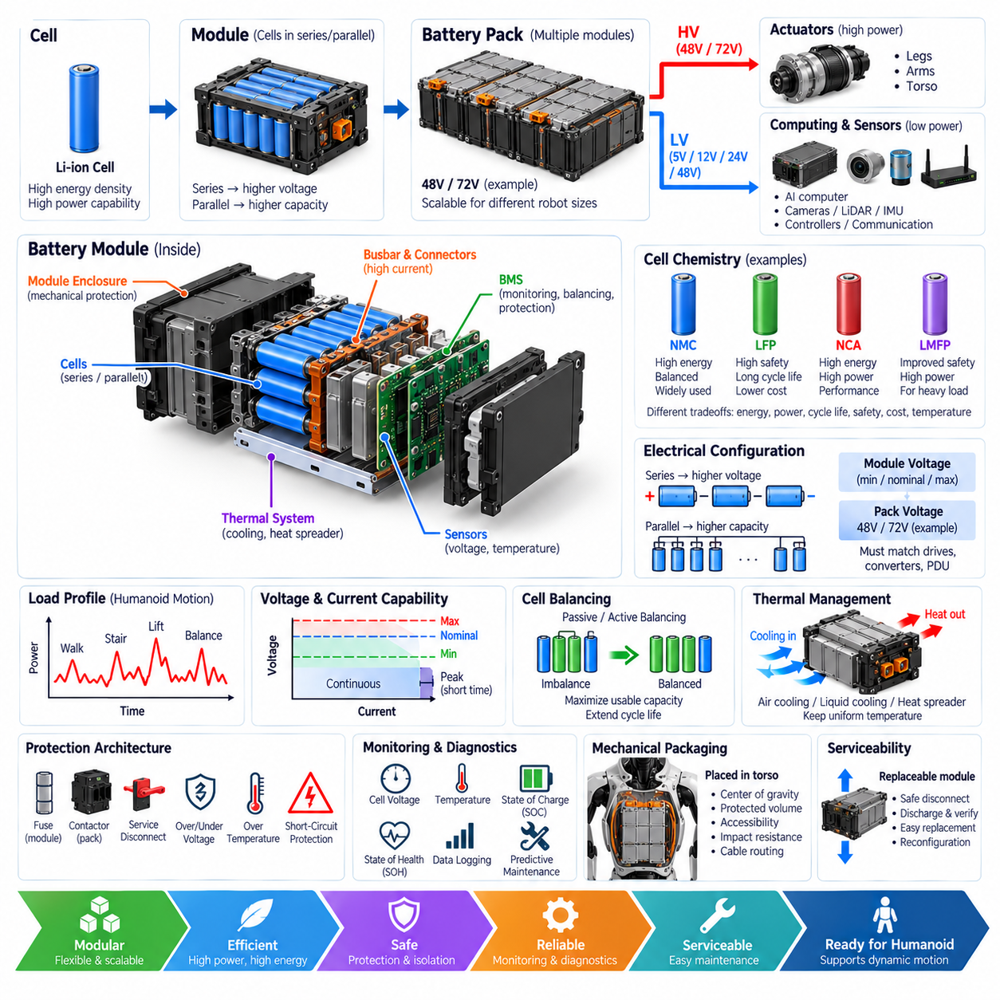 Cell
Li-ion Cell
High energy density
High power capability
Module (Cells in series/parallel)
Series → higher voltage
Parallel → higher capacity
Battery Pack (Multiple modules)
48V / 72V (example)
Scalable for different robot sizes
HV
(48V / 72V)
LV
(5V / 12V / 24V
/ 48V)
Actuators (high power)
• Legs
• Arms
• Torso
Computing & Sensors (low power)
• AI computer
• Cameras / LiDAR / IMU
• Controllers / Communication
Battery Module (Inside)
Module Enclosure
(mechanical protection)
Busbar & Connectors
(high current)
BMS
(monitoring, balancing,
protection)
Cells
(series / parallel)
Thermal System
(cooling, heat spreader)
Sensors
(voltage, temperature)
BMS
Cell Chemistry (examples)
NMC
High energy
Balanced
Widely used
LFP
High safety
Long cycle life
Lower cost
NCA
High energy
High power
Performance
LMFP
Improved safety
High power
For heavy load
Different tradeoffs: energy, power, cycle life, safety, cost, temperature
Electrical Configuration
Series → higher voltage
+ – – –
Parallel → higher capacity
· · ·
Module Voltage
(min / nominal / max)
Pack Voltage
48V / 72V (example)
Must match drives,
converters, PDU
Load Profile (Humanoid Motion)
Power
Walk
Stair
Lift
Balance
Time
Voltage & Current Capability
Voltage
Max
Nominal
Min
Continuous
Peak
(short time)
Current
Cell Balancing
Passive / Active Balancing
Imbalance
Balanced
Maximize usable capacity
Extend cycle life
Thermal Management
Cooling in
Heat out
Air cooling / Liquid cooling / Heat spreader
Keep uniform temperature
Protection Architecture
Fuse
(module)
Contactor
(pack)
Service
Disconnect
Over/Under
Voltage
Over
Temperature
Short-Circuit
Protection
Monitoring & Diagnostics
Cell Voltage
Temperature
State of Charge
(SOC)
State of Health
(SOH)
Data Logging
Predictive
Maintenance
Mechanical Packaging
Placed in torso
• Center of gravity
• Protected volume
• Accessibility
• Impact resistance
• Cable routing
Serviceability
Replaceable module
• Safe disconnect
• Discharge & verify
• Easy replacement
• Reconfiguration
Modular
Flexible & scalable
Efficient
High power, high energy
Safe
Protection & isolation
Reliable
Monitoring & diagnostics
Serviceable
Easy maintenance
Ready for Humanoid
Supports dynamic motion